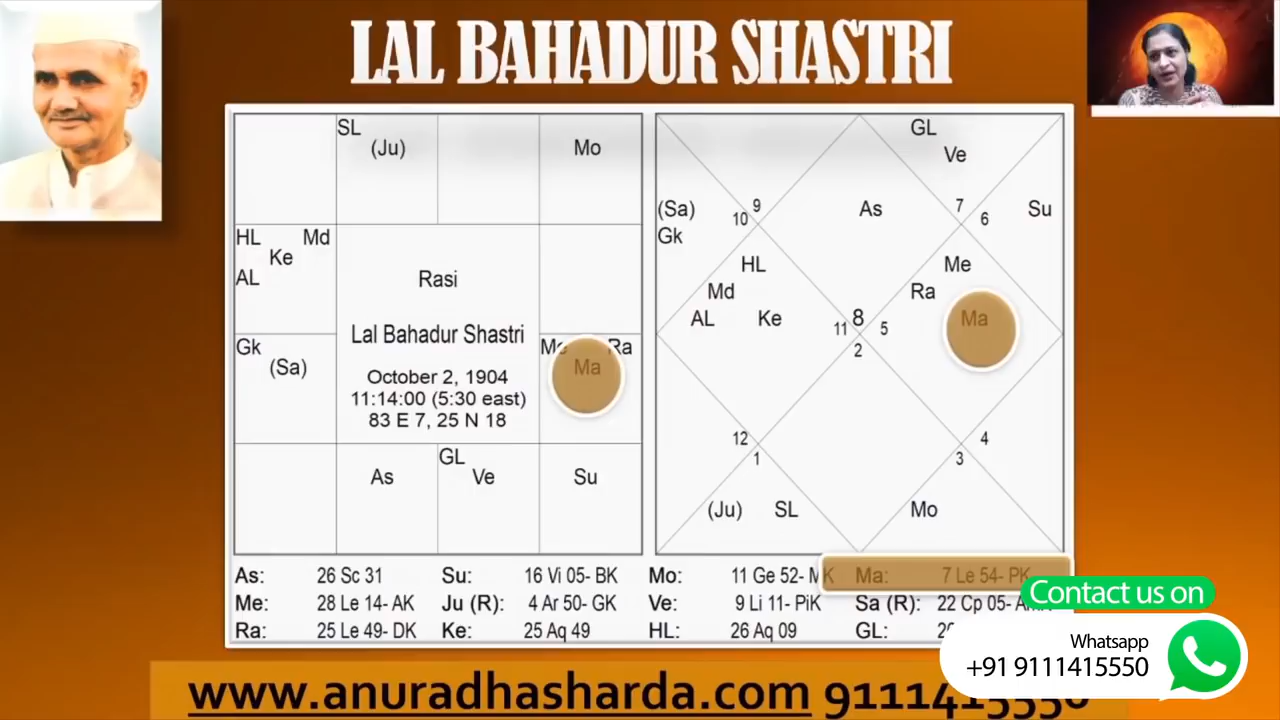 LAL BAHADUR SHASTRI
SL
(Ju)
Mo
HL
Md
Ke
AL
Rasi
Gk
(Sa)
Lal Bahadur Shastri
October 2, 1904
11:14:00 (5:30 east)
83 E 7, 25 N 18
Ra
Ma
As
GL
Ve
Su
GL
Ve
(Sa)
Gk
10
9
As
7
6
Su
HL
Md
AL
Ke
Me
Ra
Ma
11
8
5
2
12
1
4
3
(Ju)
SL
Mo
As: 26 Sc 31 Su: 16 Vi 05- BK Mo: 11 Ge 52- MK Ma: 7 Le 54- PK
Me: 28 Le 14- AK Ju (R): 4 Ar 50- GK Ve: 9 Li 11- PiK Sa (R): 22 Cp 05-
Ra: 25 Le 49- DK Ke: 25 Aq 49 HL: 26 Aq 09 GL:
Contact us on
Whatsapp
+91 9111415550
www.anuradhasharda.com